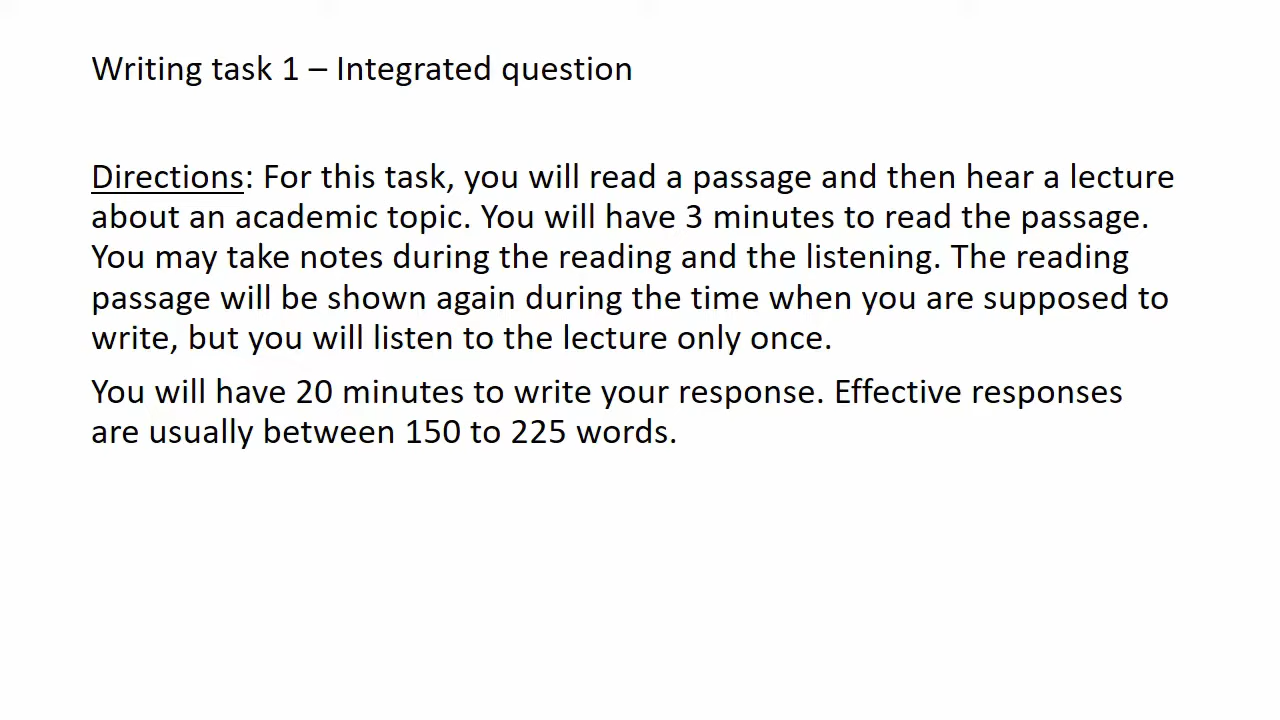 Writing task 1 – Integrated question
Directions: For this task, you will read a passage and then hear a lecture
about an academic topic. You will have 3 minutes to read the passage.
You may take notes during the reading and the listening. The reading
passage will be shown again during the time when you are supposed to
write, but you will listen to the lecture only once.
You will have 20 minutes to write your response. Effective responses
are usually between 150 to 225 words.